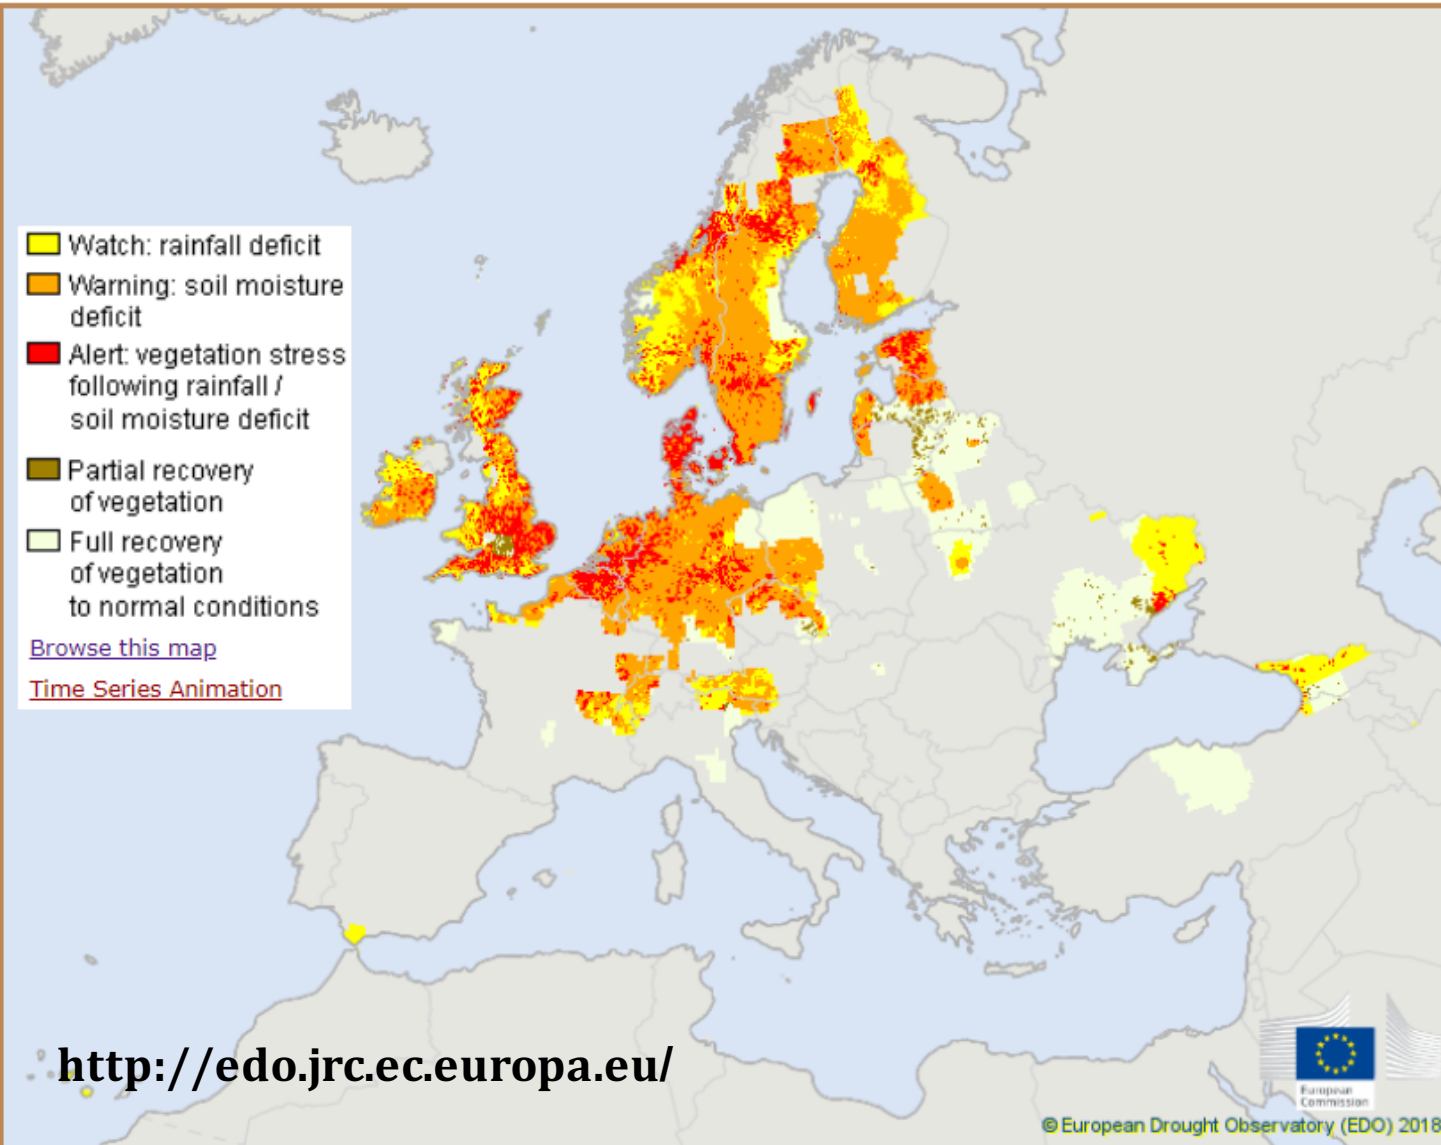 Watch: rainfall deficit
Warning: soil moisture
deficit
Alert: vegetation stress
following rainfall /
soil moisture deficit
Partial recovery
of vegetation
Full recovery
of vegetation
to normal conditions
Browse this map
Time Series Animation
http://edo.jrc.ec.europa.eu/
European
Commission
© European Drought Observatory (EDO) 2018